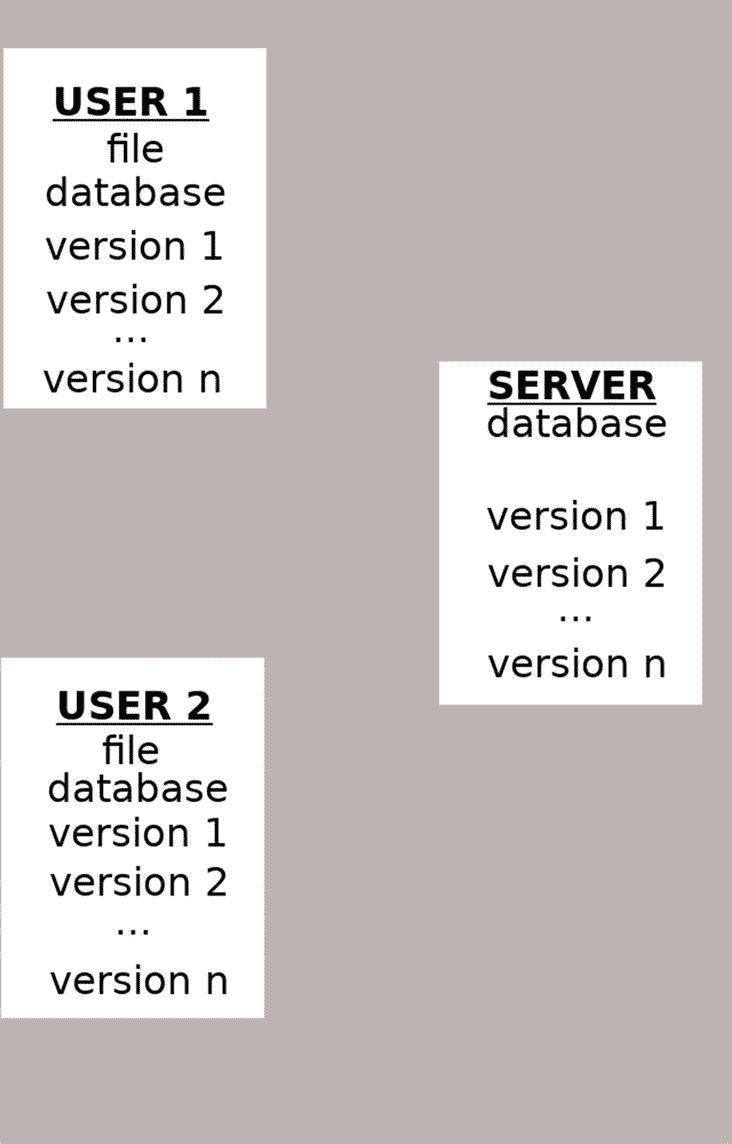 USER 1
file
database
version 1
version 2
...
version n
SERVER
database
version 1
version 2
...
version n
USER 2
file
database
version 1
version 2
...
version n